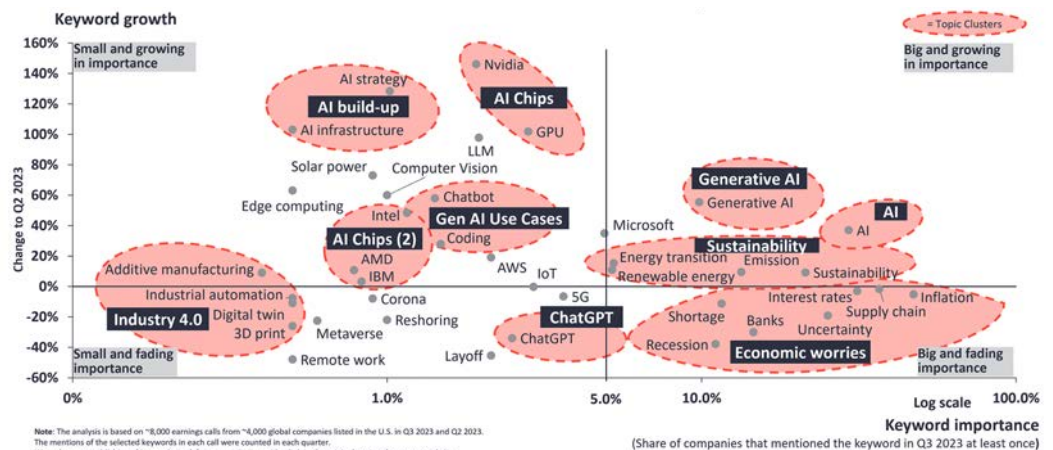 Keyword growth
= Topic Clusters
160%
140%
120%
100%
80%
60%
40%
20%
0%
-20%
-40%
-60%
Change to Q2 2023
Small and growing
in importance
Big and growing
in importance
AI strategy
AI build-up
AI infrastructure
Nvidia
AI Chips
GPU
LLM
Solar power
Computer Vision
Edge computing
Chatbot
Intel
Gen AI Use Cases
AI Chips (2)
Coding
AMD
IBM
AWS
IoT
Microsoft
Generative AI
Generative AI
AI
AI
Sustainability
Energy transition
Emission
Renewable energy
Sustainability
Additive manufacturing
Industrial automation
Digital twin
Industry 4.0
3D print
Corona
Metaverse
Reshoring
Remote work
5G
ChatGPT
ChatGPT
Layoff
Interest rates
Inflation
Shortage
Supply chain
Banks
Uncertainty
Recession
Economic worries
Small and fading
importance
Big and fading
importance
0%
1.0%
5.0%
10.0%
Log scale
100.0%
Keyword importance
(Share of companies that mentioned the keyword in Q3 2023 at least once)
Note: The analysis is based on ~8,000 earnings calls from ~4,000 global companies listed in the U.S. in Q3 2023 and Q2 2023.
The mentions of the selected keywords in each call were counted in each quarter.